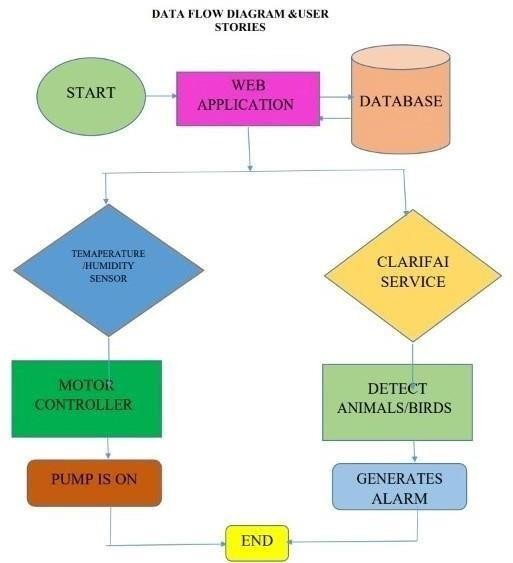 DATA FLOW DIAGRAM &USER
STORIES
START
WEB
APPLICATION
DATABASE
TEMAPERATURE
/HUMIDITY
SENSOR
CLARIFAI
SERVICE
MOTOR
CONTROLLER
DETECT
ANIMALS/BIRDS
PUMP IS ON
GENERATES
ALARM
END